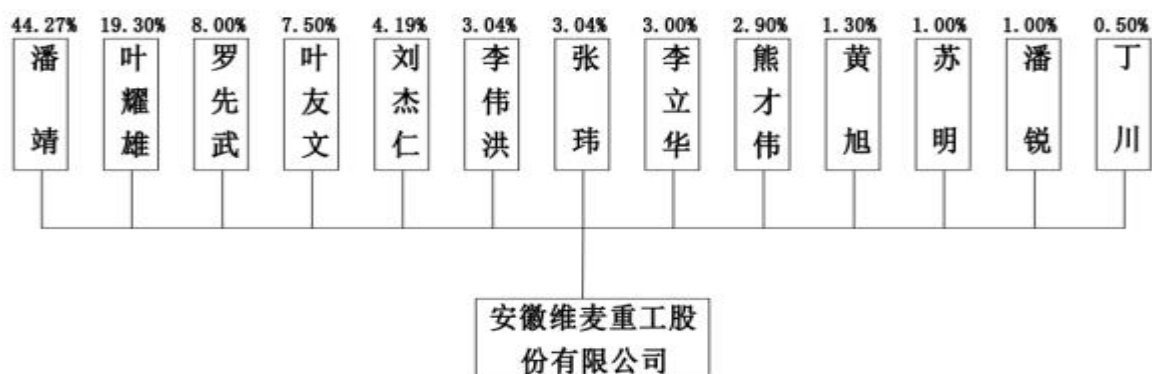 44.27% 19.30% 8.00% 7.50% 4.19% 3.04% 3.04% 3.00% 2.90% 1.30% 1.00% 1.00% 0.50%
潘靖
叶耀雄
罗先武
叶友文
刘杰仁
李伟洪
张玮
李立华
熊才伟
黄旭
苏明
潘锐
丁川
安徽维麦重工股
份有限公司